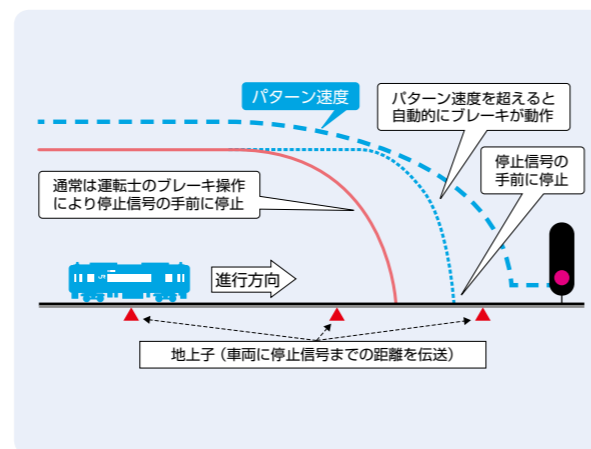 パターン速度
パターン速度を超えると
自動的にブレーキが動作
停止信号の
手前に停止
通常は運転士のブレーキ操作
により停止信号の手前に停止
進行方向
地上子（車両に停止信号までの距離を伝送）